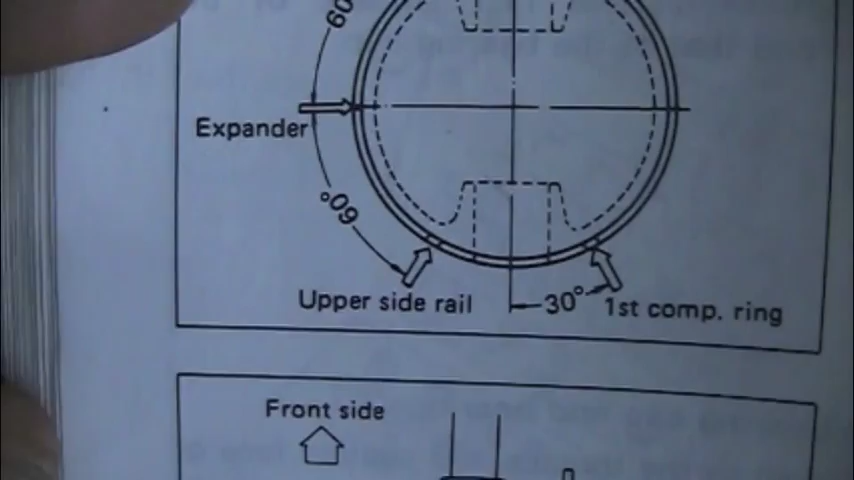 60
Expander
60°
Upper side rail
30°
1st comp. ring
Front side